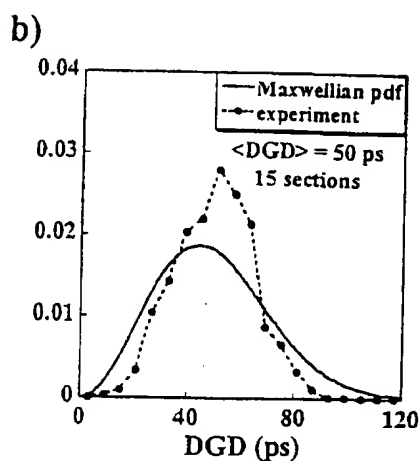 b)
0.04
0.03
0.02
0.01
0
Maxwellian pdf
experiment
<DGD> = 50 ps
15 sections
0 40 80 120
DGD (ps)